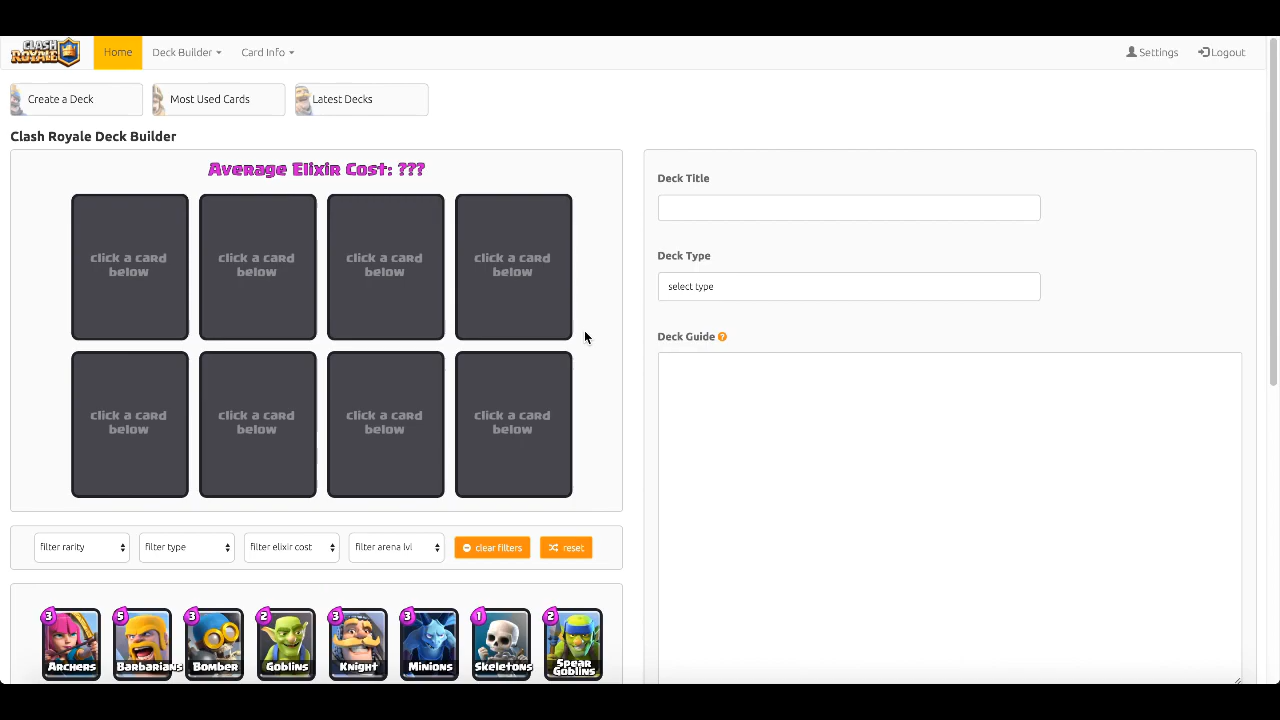 CLASH
ROYALE
Home
Deck Builder
Card Info
Settings
Logout
Create a Deck
Most Used Cards
Latest Decks
Clash Royale Deck Builder
Average Elixir Cost: ???
click a card
below
click a card
below
click a card
below
click a card
below
click a card
below
click a card
below
click a card
below
click a card
below
filter rarity
filter type
filter elixir cost
filter arena lvl
clear filters
reset
3
Archers
5
Barbarians
3
Bomber
2
Goblins
3
Knight
3
Minions
1
Skeletons
2
Spear
Goblins
Deck Title
Deck Type
select type
Deck Guide ?